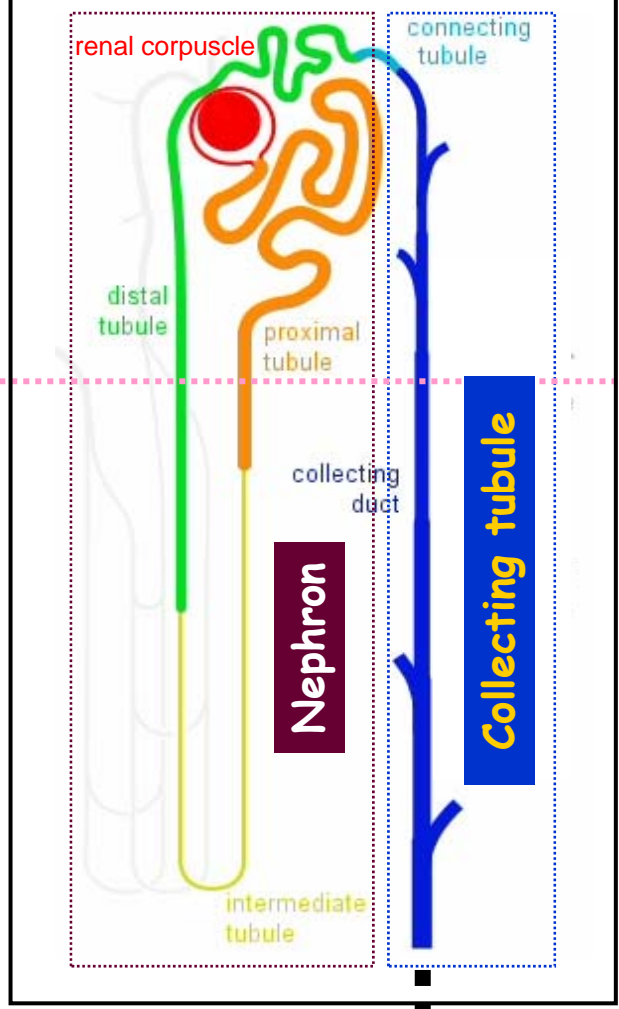 renal corpuscle
connecting
tubule
distal
tubule
proximal
tubule
collecting
duct
Nephron
Collecting tubule
intermediate
tubule